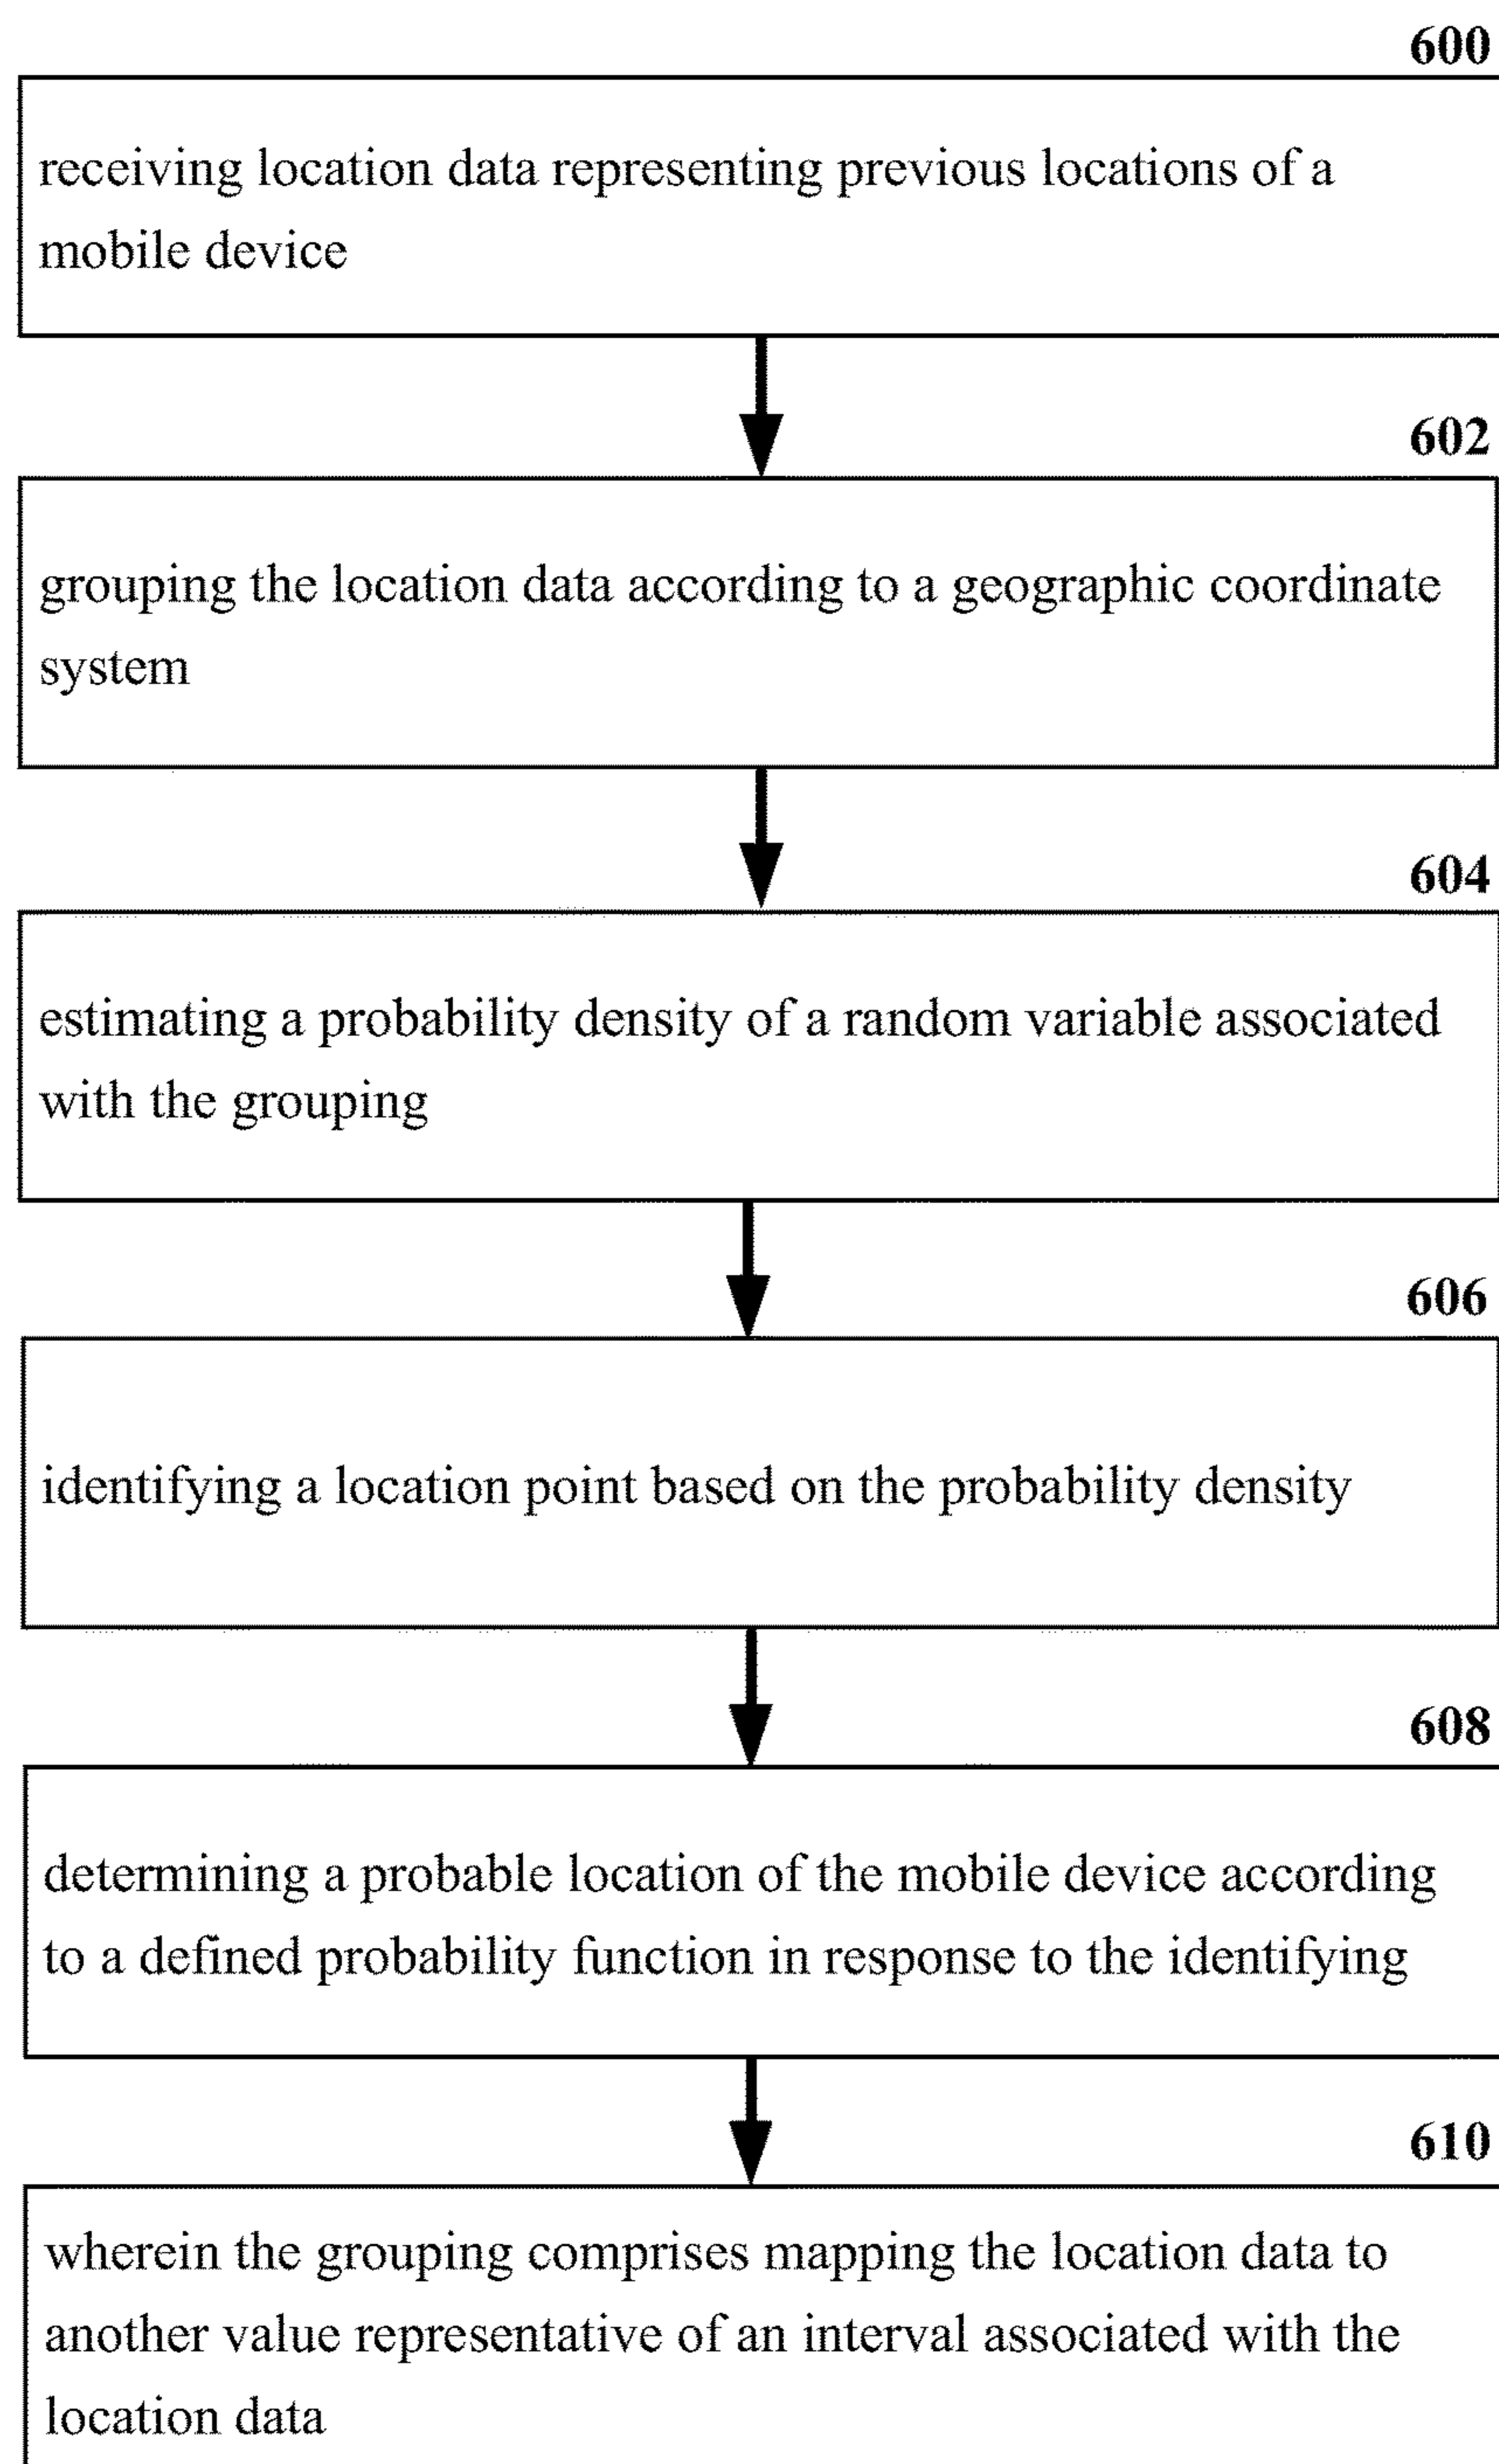 600
receiving location data representing previous locations of a
mobile device
602
grouping the location data according to a geographic coordinate
system
604
estimating a probability density of a random variable associated
with the grouping
606
identifying a location point based on the probability density
608
determining a probable location of the mobile device according
to a defined probability function in response to the identifying
610
wherein the grouping comprises mapping the location data to
another value representative of an interval associated with the
location data